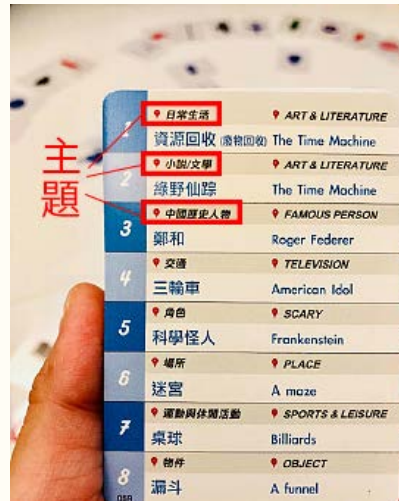 主題
1
日常生活 ART & LITERATURE
資源回收 (廢物回收) The Time Machine
2
小說/文學 ART & LITERATURE
綠野仙踪 The Time Machine
3
中國歷史人物 FAMOUS PERSON
鄭和 Roger Federer
4
交通 TELEVISION
三輪車 American Idol
5
角色 SCARY
科學怪人 Frankenstein
6
場所 PLACE
迷宮 A maze
7
運動與休閒活動 SPORTS & LEISURE
桌球 Billiards
8
物件 OBJECT
漏斗 A funnel